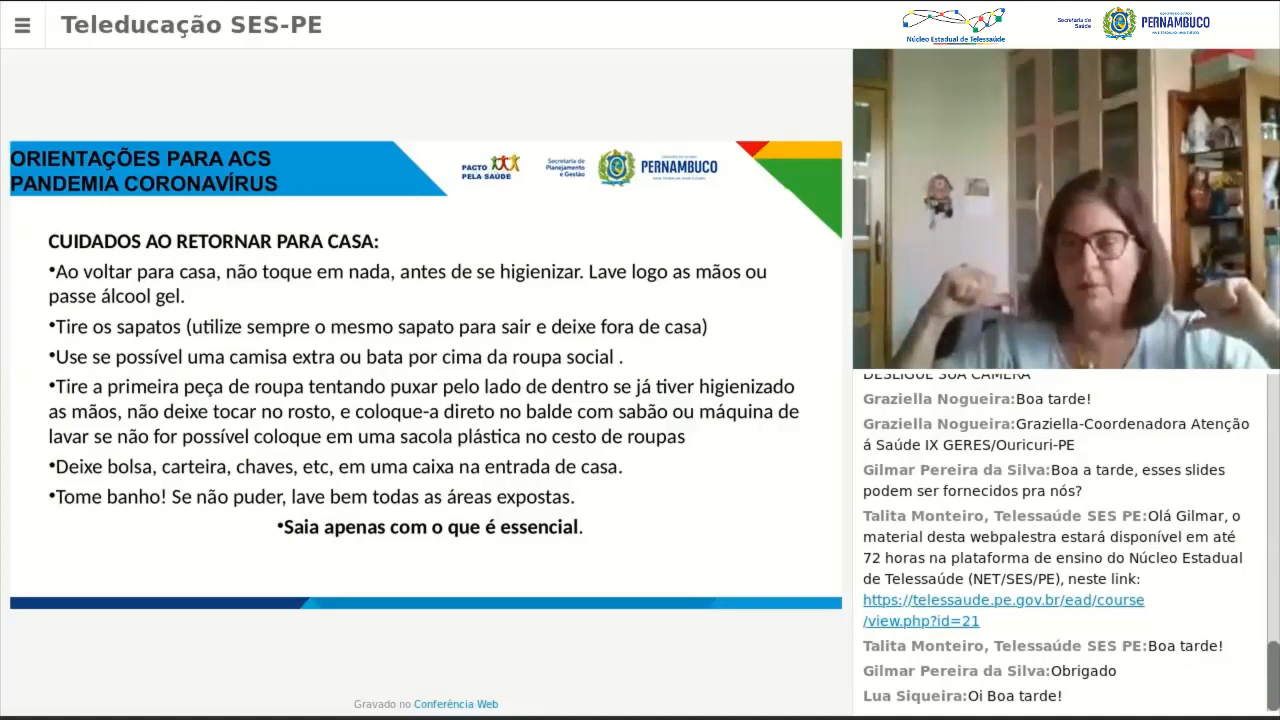 Teleducação SES-PE
Núcleo Estadual de Telessaúde
Secretaria de
Saúde
PERNAMBUCO
ORIENTAÇÕES PARA ACS
PANDEMIA CORONAVÍRUS
PACTO
PELA SAÚDE
Secretaria de
Planejamento
e Gestão
PERNAMBUCO
CUIDADOS AO RETORNAR PARA CASA:
•Ao voltar para casa, não toque em nada, antes de se higienizar. Lave logo as mãos ou
passe álcool gel.
•Tire os sapatos (utilize sempre o mesmo sapato para sair e deixe fora de casa)
•Use se possível uma camisa extra ou bata por cima da roupa social .
•Tire a primeira peça de roupa tentando puxar pelo lado de dentro se já tiver higienizado
as mãos, não deixe tocar no rosto, e coloque-a direto no balde com sabão ou máquina de
lavar se não for possível coloque em uma sacola plástica no cesto de roupas
•Deixe bolsa, carteira, chaves, etc, em uma caixa na entrada de casa.
•Tome banho! Se não puder, lave bem todas as áreas expostas.
•Saia apenas com o que é essencial.
Gravado no Conferência Web
DESLIGUE SUA CÂMERA
Graziella Nogueira:Boa tarde!
Graziella Nogueira:Graziella-Coordenadora Atenção
á Saúde IX GERES/Ouricuri-PE
Gilmar Pereira da Silva:Boa a tarde, esses slides
podem ser fornecidos pra nós?
Talita Monteiro, Telessaúde SES PE:Olá Gilmar, o
material desta webpalestra estará disponível em até
72 horas na plataforma de ensino do Núcleo Estadual
de Telessaúde (NET/SES/PE), neste link:
https://telessaude.pe.gov.br/ead/course
/view.php?id=21
Talita Monteiro, Telessaúde SES PE:Boa tarde!
Gilmar Pereira da Silva:Obrigado
Lua Siqueira:Oi Boa tarde!